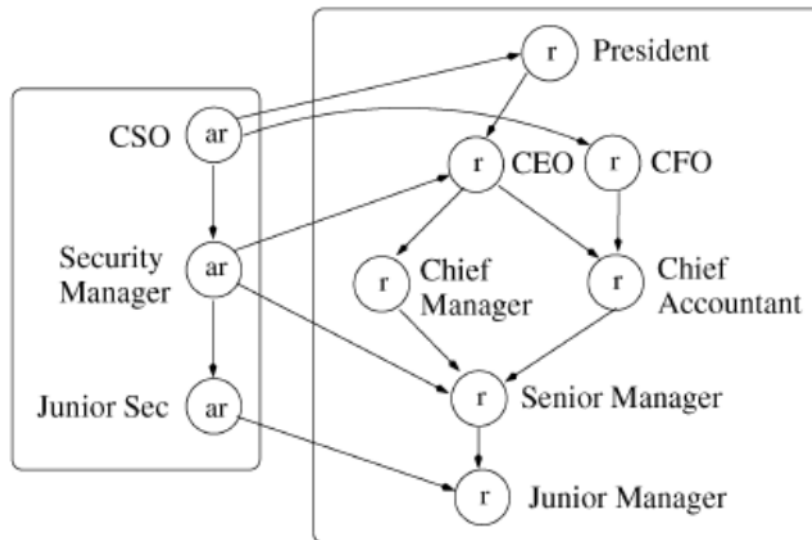 r President
CSO ar
r CEO r CFO
Security
Manager ar
r Chief
Manager
r Chief
Accountant
Junior Sec ar
r Senior Manager
r Junior Manager